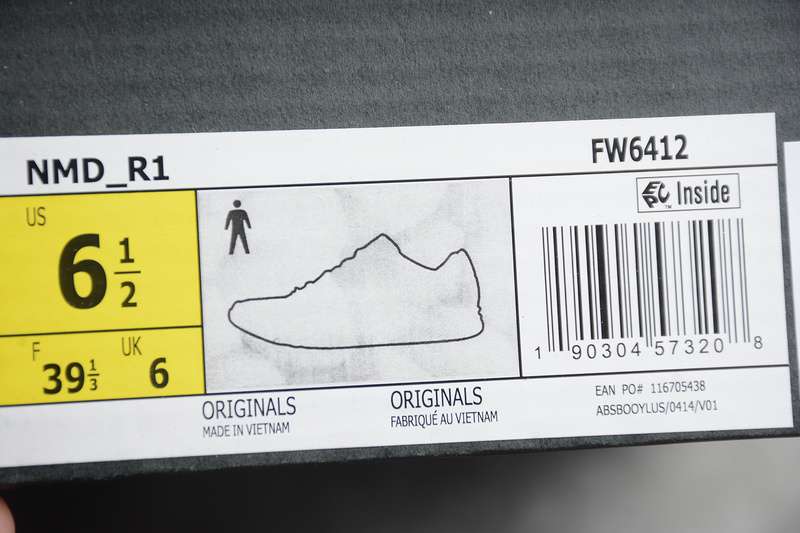 NMD_R1
FW6412
EPC™ Inside
US
6 1/2
F
39 1/3
UK
6
1 90304 57320 8
ORIGINALS
MADE IN VIETNAM
ORIGINALS
FABRIQUÉ AU VIETNAM
EAN PO# 116705438
ABSBOOYLUS/0414/V01